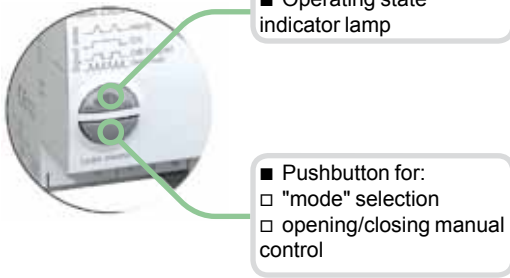 ■ Operating state
indicator lamp
■ Pushbutton for:
□ "mode" selection
□ opening/closing manual
control